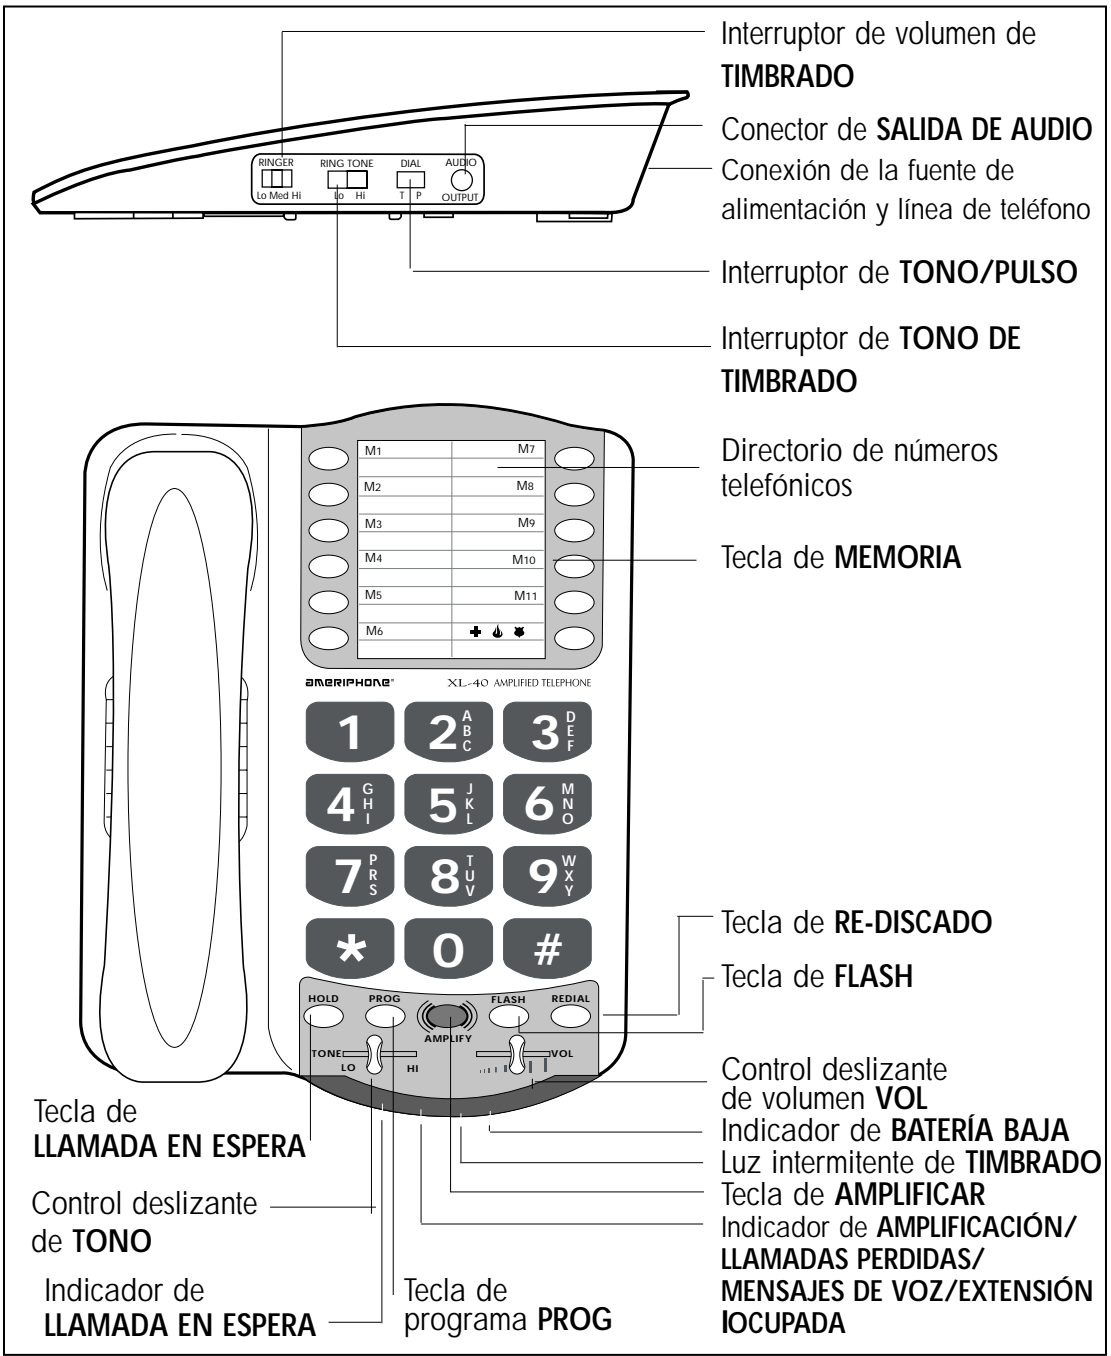 Interruptor de volumen de
TIMBRADO
Conector de SALIDA DE AUDIO
Conexión de la fuente de
alimentación y línea de teléfono
RINGER RING TONE DIAL AUDIO
Lo Med Hi Lo Hi T P OUTPUT
Interruptor de TONO/PULSO
Interruptor de TONO DE
TIMBRADO
Directorio de números
telefónicos
Tecla de MEMORIA
M1 M7
M2 M8
M3 M9
M4 M10
M5 M11
M6
AMERIPHONE® XL-40 AMPLIFIED TELEPHONE
1 2 ABC 3 DEF
4 GHI 5 JKL 6 MNO
7 PRS 8 TUV 9 WXY
* 0 #
Tecla de RE-DISCADO
Tecla de FLASH
HOLD PROG FLASH REDIAL
AMPLIFY
TONE VOL
LO HI
Control deslizante
de volumen VOL
Indicador de BATERÍA BAJA
Luz intermitente de TIMBRADO
Tecla de AMPLIFICAR
Indicador de AMPLIFICACIÓN/
LLAMADAS PERDIDAS/
MENSAJES DE VOZ/EXTENSIÓN
IOCUPADA
Tecla de
LLAMADA EN ESPERA
Control deslizante
de TONO
Indicador de
LLAMADA EN ESPERA
Tecla de
programa PROG